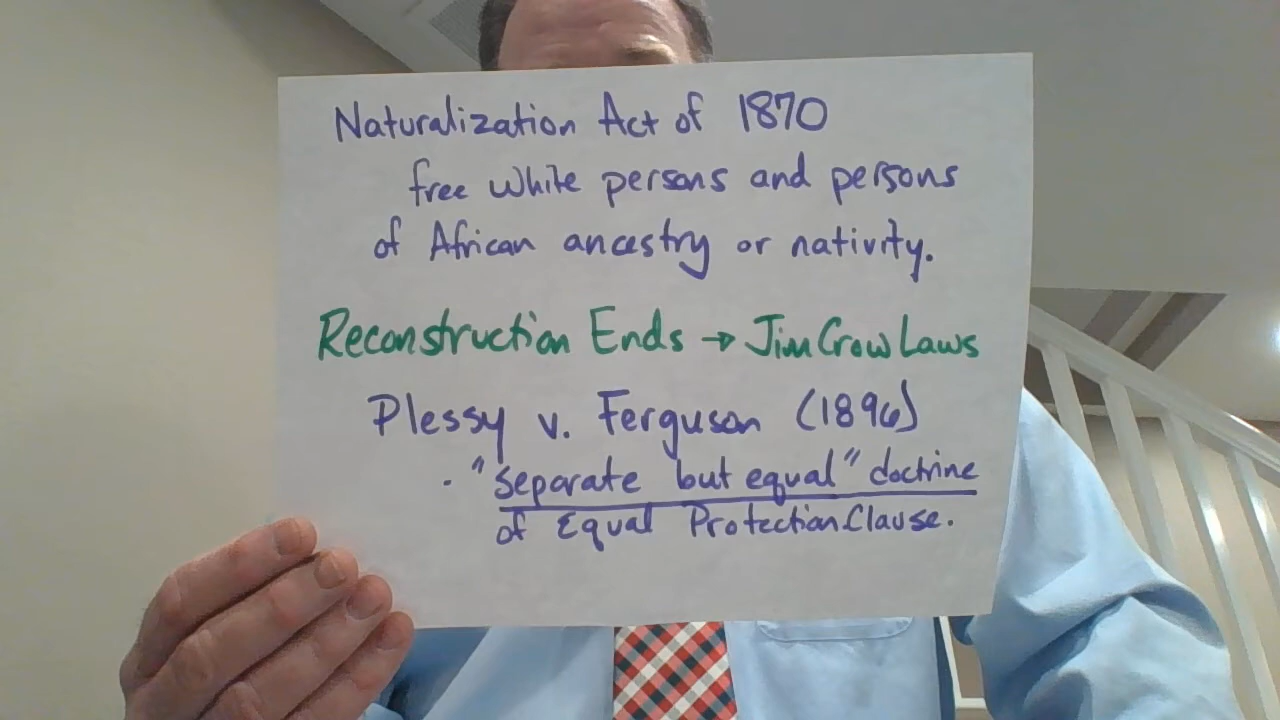 Naturalization Act of 1870
free white persons and persons
of African ancestry or nativity.
Reconstruction Ends → Jim Crow Laws
Plessy v. Ferguson (1896)
· "separate but equal" doctrine
of Equal Protection Clause.